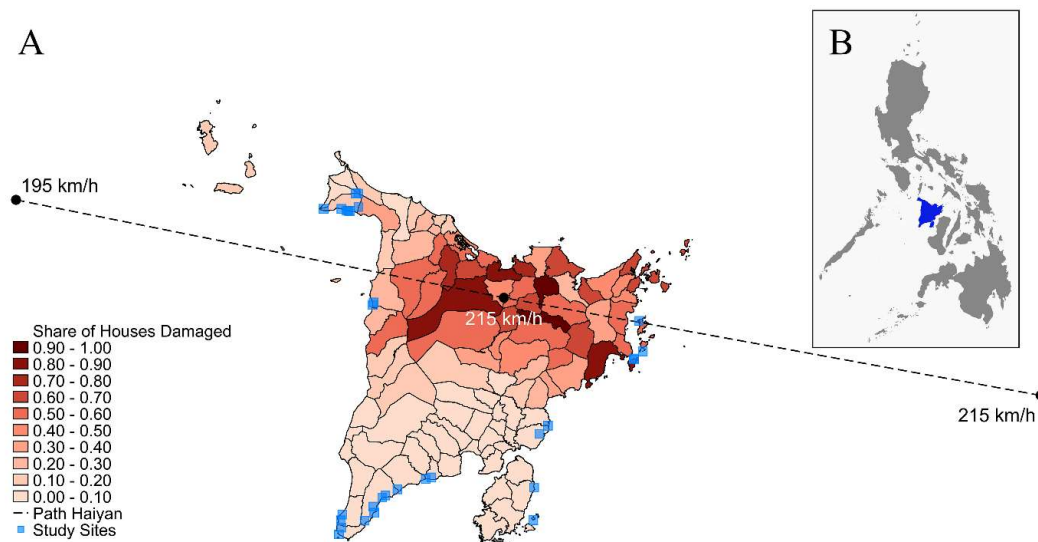 A
B
195 km/h
215 km/h
215 km/h
Share of Houses Damaged
0.90 - 1.00
0.80 - 0.90
0.70 - 0.80
0.60 - 0.70
0.50 - 0.60
0.40 - 0.50
0.30 - 0.40
0.20 - 0.30
0.10 - 0.20
0.00 - 0.10
Path Haiyan
Study Sites